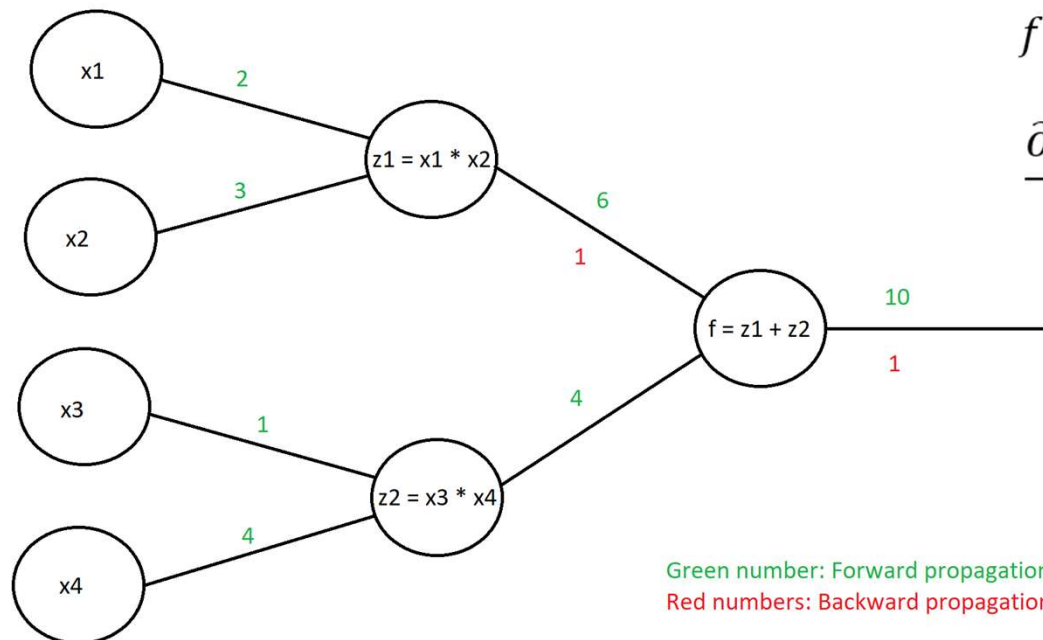 x1
2
f
z1 = x1 * x2
x2
3
6
1
∂
f = z1 + z2
10
1
x3
1
4
z2 = x3 * x4
x4
4
Green number: Forward propagation
Red numbers: Backward propagation